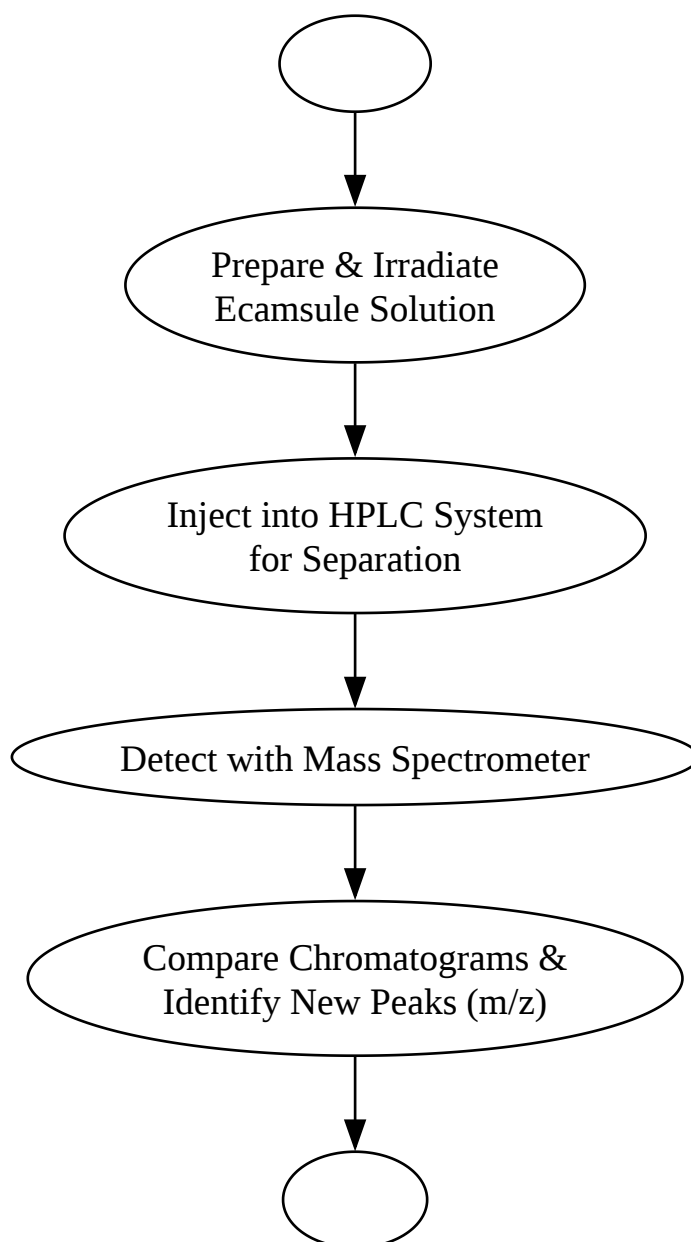 Prepare & Irradiate
Ecamsule Solution
Inject into HPLC System
for Separation
Detect with Mass Spectrometer
Compare Chromatograms &
Identify New Peaks (m/z)